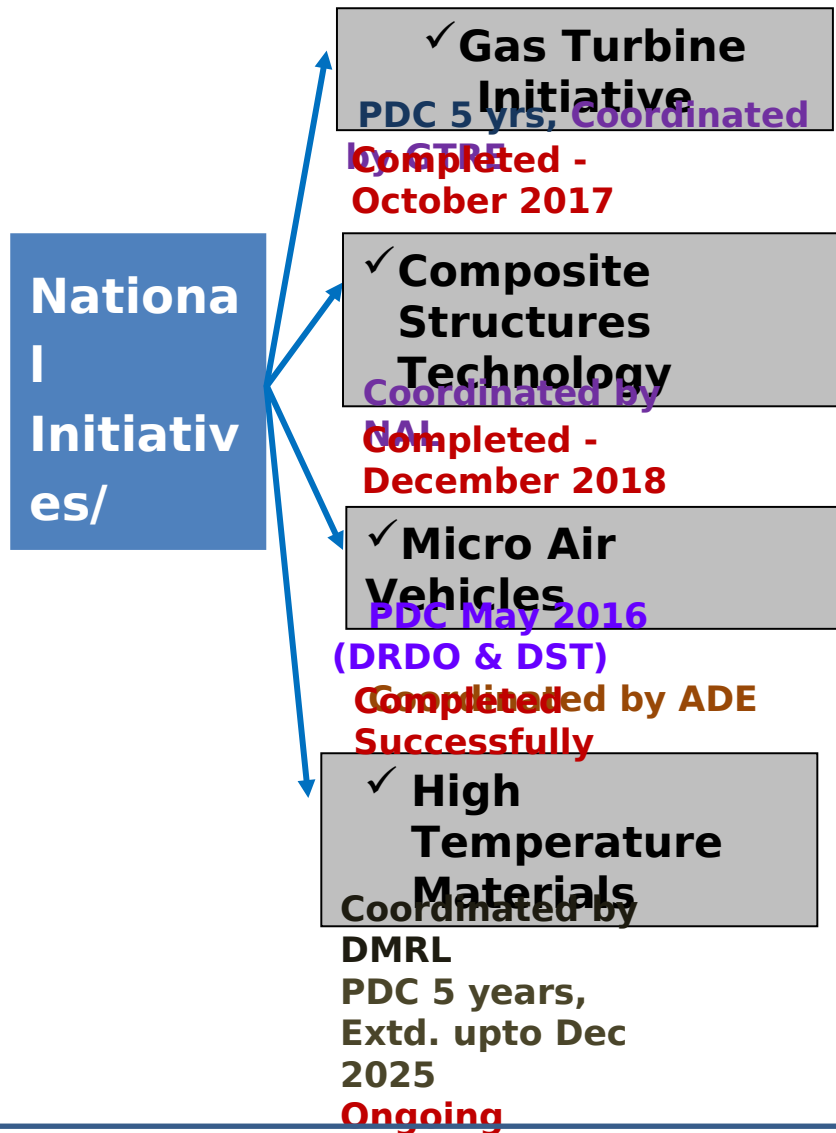 Nationa
l
Initiativ
es/
✓Gas Turbine
Initiative
PDC 5 yrs, Coordinated
by GTRE
Completed -
October 2017
✓Composite
Structures
Technology
Coordinated by
NAL
Completed -
December 2018
✓Micro Air
Vehicles
PDC May 2016
(DRDO & DST)
Coordinated by ADE
Completed
Successfully
✓ High
Temperature
Materials
Coordinated by
DMRL
PDC 5 years,
Extd. upto Dec
2025
Ongoing